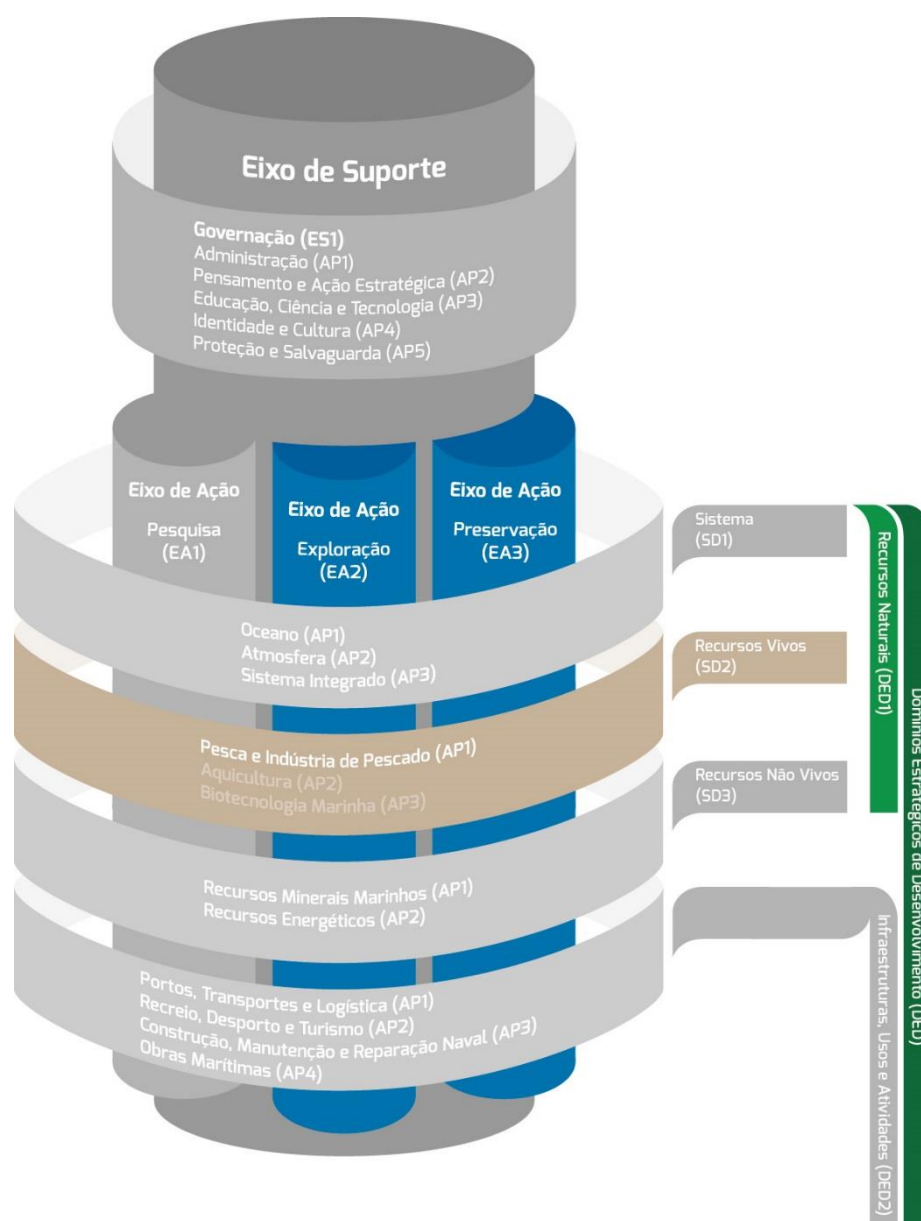 Eixo de Suporte
Governação (ES1)
Administração (AP1)
Pensamento e Ação Estratégica (AP2)
Educação, Ciência e Tecnologia (AP3)
Identidade e Cultura (AP4)
Proteção e Salvaguarda (AP5)
Eixo de Ação
Pesquisa
(EA1)
Eixo de Ação
Exploração
(EA2)
Eixo de Ação
Preservação
(EA3)
Oceano (AP1)
Atmosfera (AP2)
Sistema Integrado (AP3)
Pesca e Indústria de Pescado (AP1)
Aquicultura (AP2)
Biotecnologia Marinha (AP3)
Recursos Minerais Marinhos (AP1)
Recursos Energéticos (AP2)
Portos, Transportes e Logística (AP1)
Recreio, Desporto e Turismo (AP2)
Construção, Manutenção e Reparação Naval (AP3)
Obras Marítimas (AP4)
Sistema
(SD1)
Recursos Vivos
(SD2)
Recursos Não Vivos
(SD3)
Recursos Naturais (DED1)
Infraestruturas, Usos e Atividades (DED2)
Domínios Estratégicos de Desenvolvimento (DED)